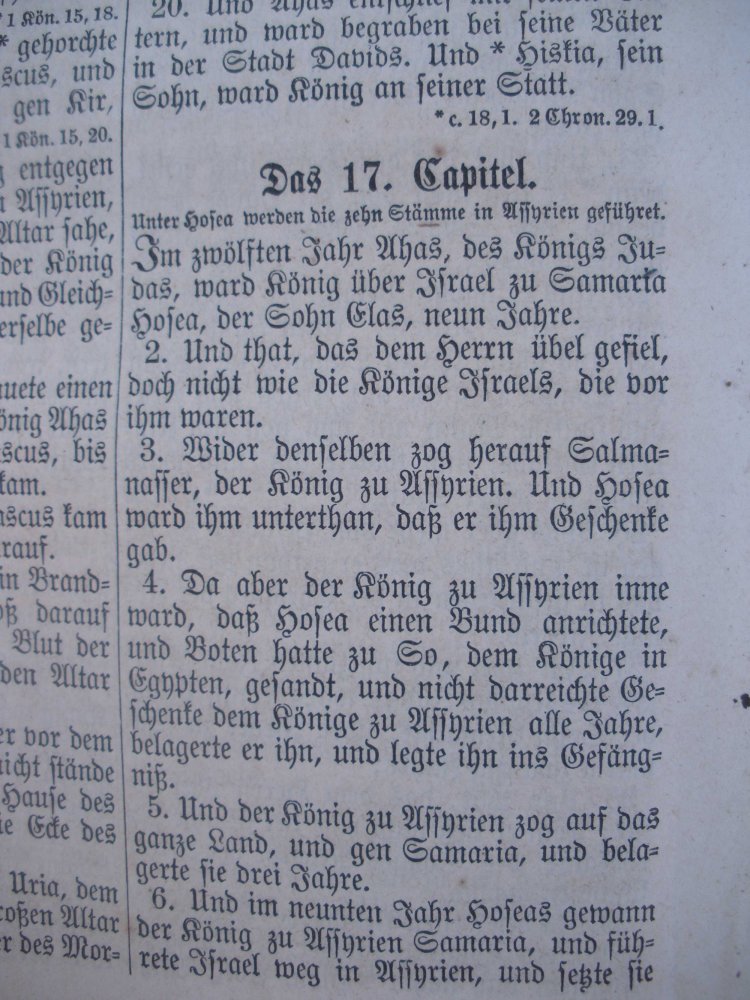 1 Kön. 15, 18.
* gehorchte
scus, und
gen Kir,
1 Kön. 15, 20.
entgegen
Assyrien,
Altar sahe,
der König
und Gleich=
erselbe ge=
uete einen
önig Ahas
scus, bis
kam.
ascus kam
rauf.
in Brand=
oß darauf
Blut der
den Altar
er vor dem
nicht stände
Hause des
ie Ecke des
Uria, dem
roßen Altar
er des Mor=
20. Und Ahas entschlief mit seinen
tern, und ward begraben bei seine Väter
in der Stadt Davids. Und * Hiskia, sein
Sohn, ward König an seiner Statt.
* c. 18, 1. 2 Chron. 29. 1.
Das 17. Capitel.
Unter Hosea werden die zehn Stämme in Assyrien geführet.
Im zwölften Jahr Ahas, des Königs Ju=
das, ward König über Israel zu Samaria
Hosea, der Sohn Elas, neun Jahre.
2. Und that, das dem Herrn übel gefiel,
doch nicht wie die Könige Israels, die vor
ihm waren.
3. Wider denselben zog herauf Salma=
nasser, der König zu Assyrien. Und Hosea
ward ihm unterthan, daß er ihm Geschenke
gab.
4. Da aber der König zu Assyrien inne
ward, daß Hosea einen Bund anrichtete,
und Boten hatte zu So, dem Könige in
Egypten, gesandt, und nicht darreichte Ge=
schenke dem Könige zu Assyrien alle Jahre,
belagerte er ihn, und legte ihn ins Gefäng=
niß.
5. Und der König zu Assyrien zog auf das
ganze Land, und gen Samaria, und bela=
gerte sie drei Jahre.
6. Und im neunten Jahr Hoseas gewann
der König zu Assyrien Samaria, und füh=
rete Israel weg in Assyrien, und setzte sie